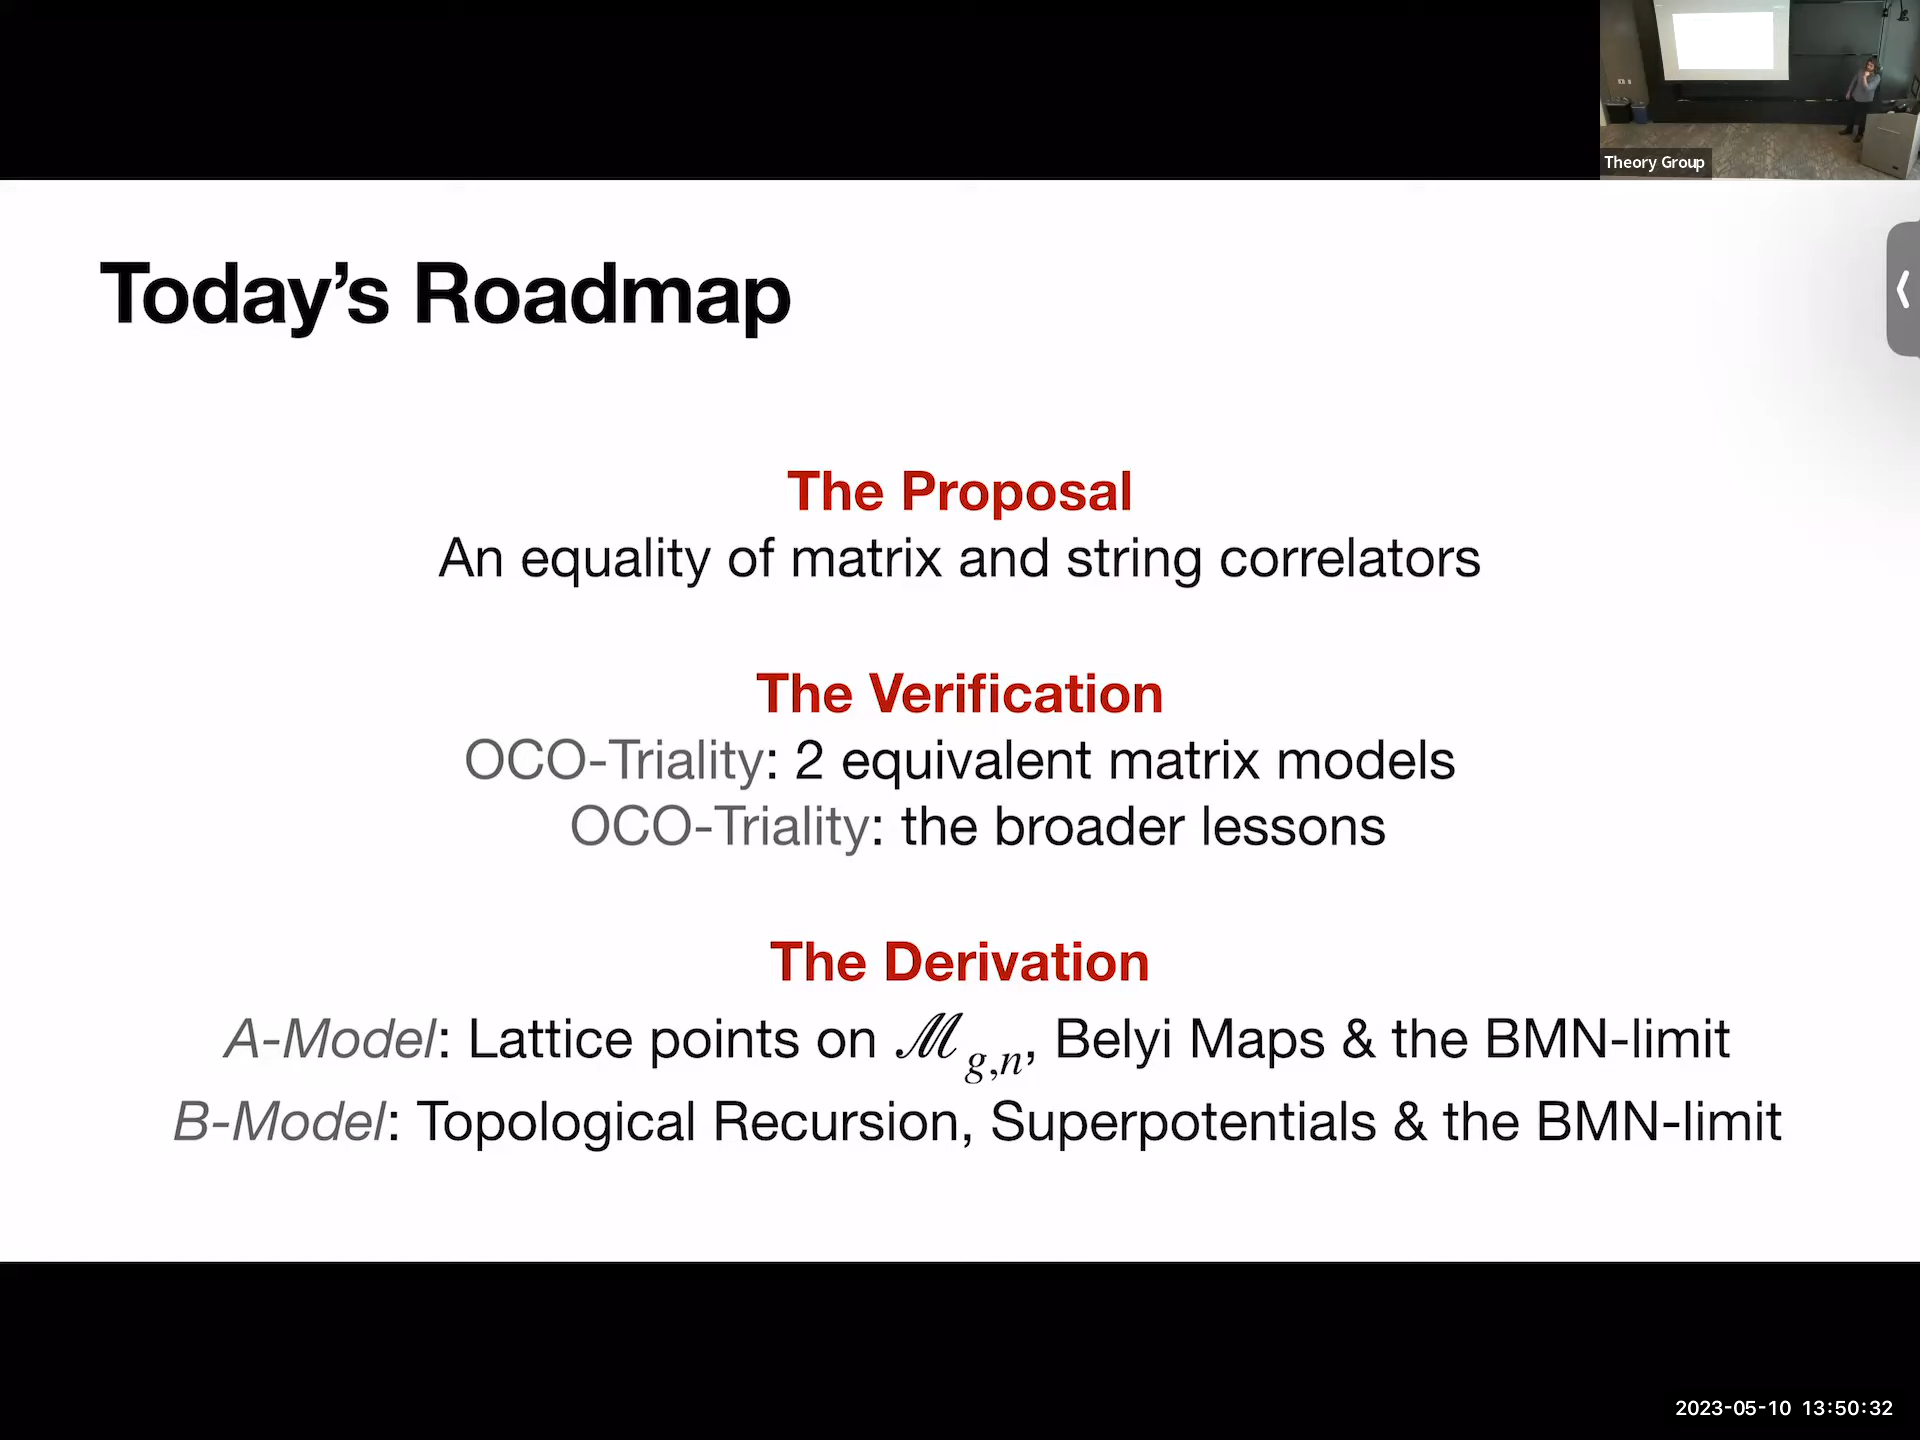 Theory Group
Today’s Roadmap
The Proposal
An equality of matrix and string correlators
The Verification
OCO-Triality: 2 equivalent matrix models
OCO-Triality: the broader lessons
The Derivation
A-Model: Lattice points on ℳ_{g,n}, Belyi Maps & the BMN-limit
B-Model: Topological Recursion, Superpotentials & the BMN-limit
2023-05-10 13:50:32